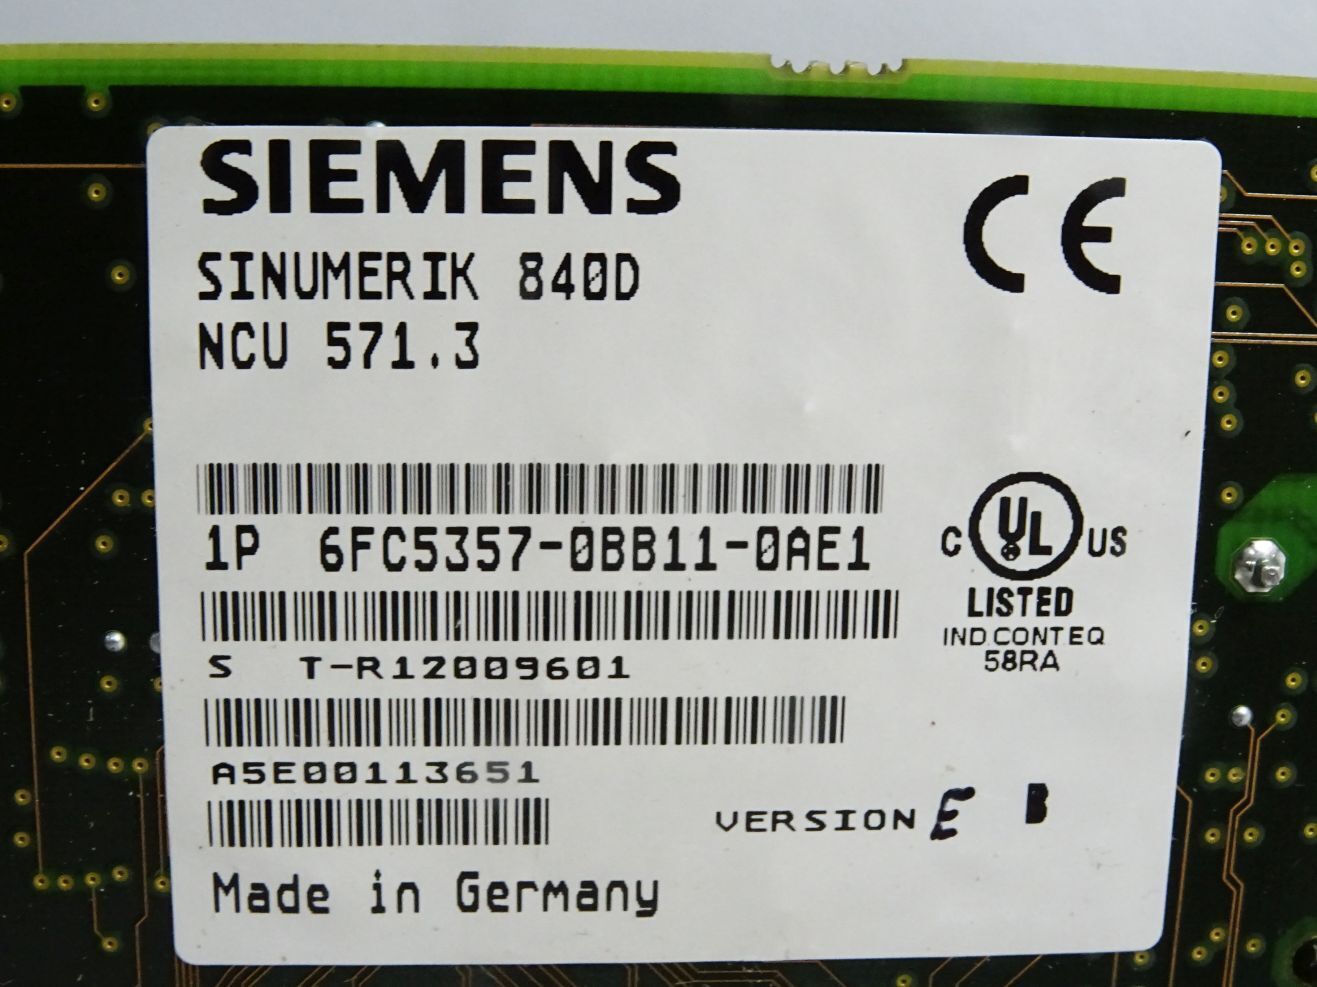 SIEMENS
CE
SINUMERIK 840D
NCU 571.3
1P 6FC5357-0BB11-0AE1
C UL US
LISTED
IND.CONT.EQ
58RA
S T-R12009601
A5E00113651
VERSION E B
Made in Germany